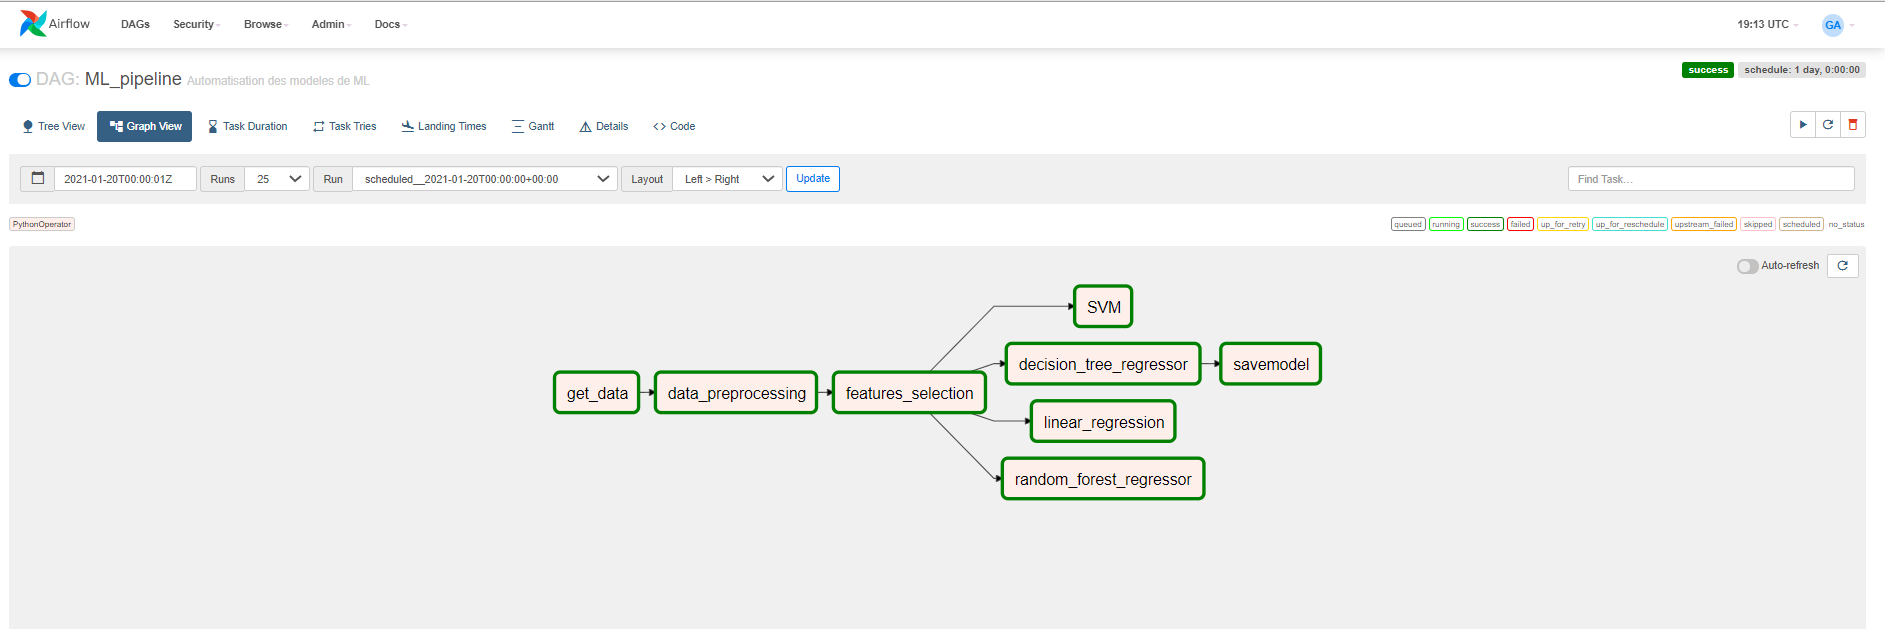 Airflow DAGs Security Browse Admin Docs 19:13 UTC GA
DAG: ML_pipeline Automatisation des modeles de ML success schedule: 1 day, 0:00:00
Tree View Graph View Task Duration Task Tries Landing Times Gantt Details Code
2021-01-20T00:00:01Z Runs 25 Run scheduled__2021-01-20T00:00:00+00:00 Layout Left > Right Update Find Task...
PythonOperator queued running success failed up_for_retry up_for_reschedule upstream_failed skipped scheduled no_status
Auto-refresh
SVM
decision_tree_regressor savemodel
get_data data_preprocessing features_selection
linear_regression
random_forest_regressor